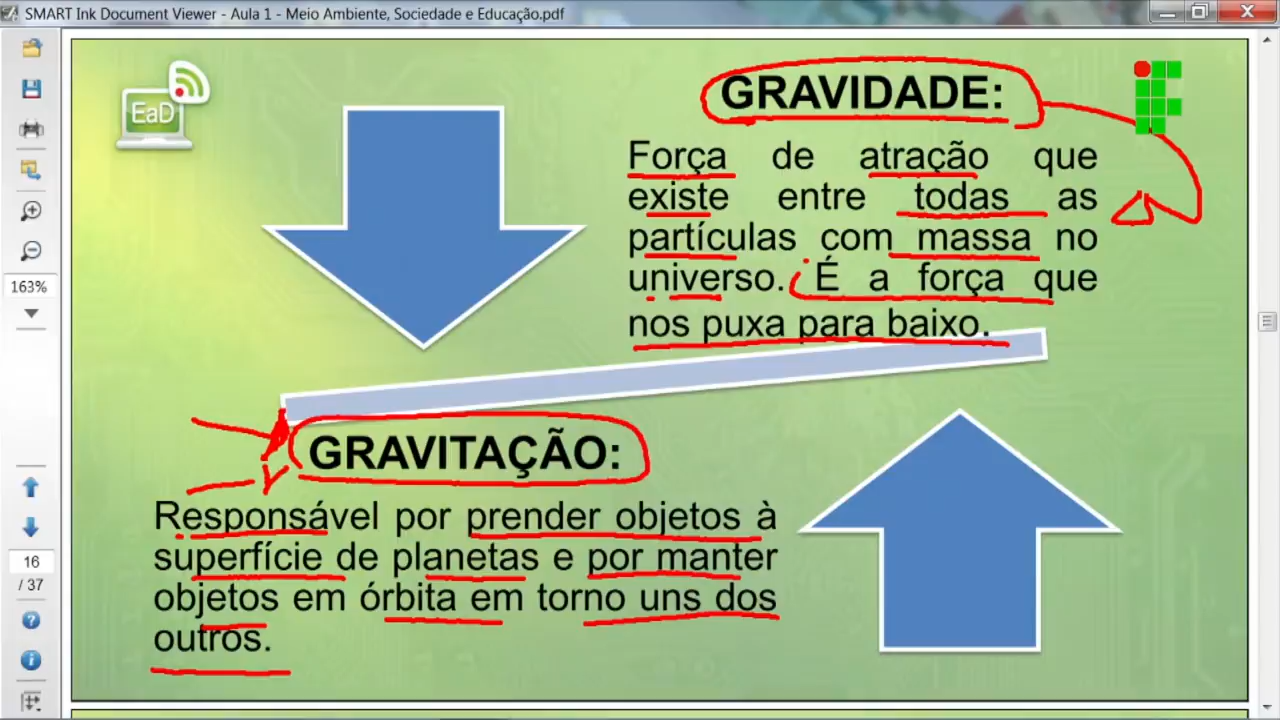 SMART Ink Document Viewer - Aula 1 - Meio Ambiente, Sociedade e Educação.pdf
EaD
GRAVIDADE:
Força de atração que
existe entre todas as
partículas com massa no
universo. É a força que
nos puxa para baixo.
163%
GRAVITAÇÃO:
Responsável por prender objetos à
superfície de planetas e por manter
objetos em órbita em torno uns dos
outros.
16
/ 37